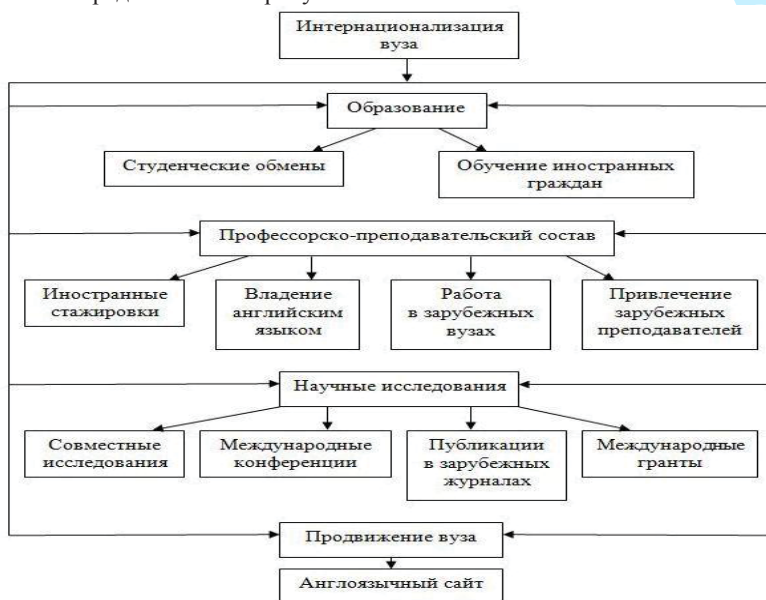 Интернационализация
вуза
Образование
Студенческие обмены
Обучение иностранных
граждан
Профессорско-преподавательский состав
Иностранные
стажировки
Владение
английским
языком
Работа
в зарубежных
вузах
Привлечение
зарубежных
преподавателей
Научные исследования
Совместные
исследования
Международные
конференции
Публикации
в зарубежных
журналах
Международные
гранты
Продвижение вуза
Англоязычный сайт